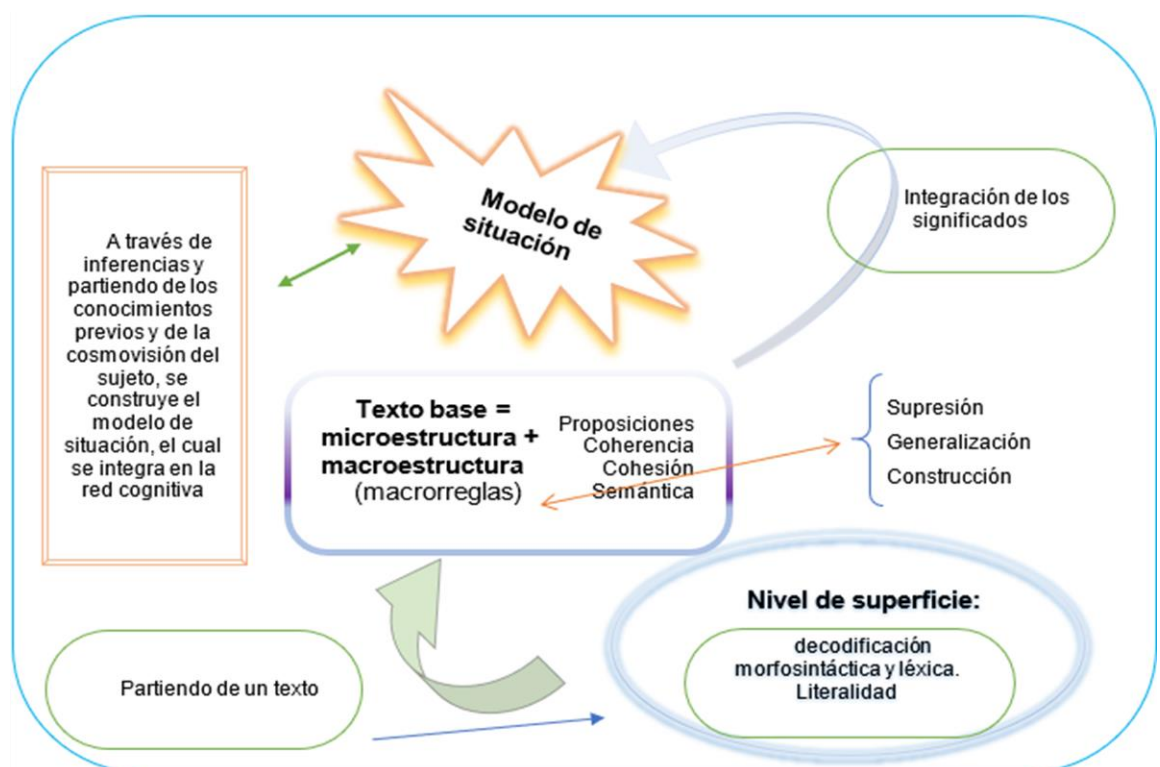 Modelo de
situación
Integración de los
significados
A través de
inferencias y
partiendo de los
conocimientos
previos y de la
cosmovisión del
sujeto, se
construye el
modelo de
situación, el cual
se integra en la
red cognitiva
Texto base =
microestructura +
macroestructura
(macrorreglas)
Proposiciones
Coherencia
Cohesión
Semántica
Supresión
Generalización
Construcción
Nivel de superficie:
decodificación
morfosintáctica y léxica.
Literalidad
Partiendo de un texto